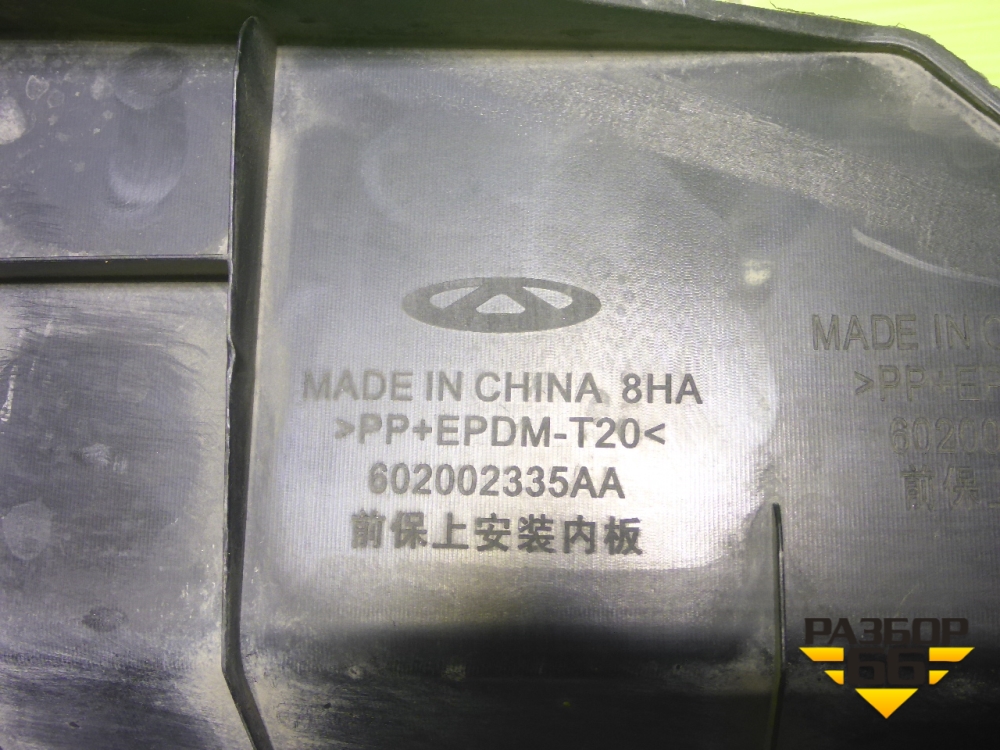 MADE IN CHINA 8HA
>PP+EPDM-T20<
602002335AA
前保上安装内板
MADE IN C
>PP+EP
60200
前保
РАЗБОР
66